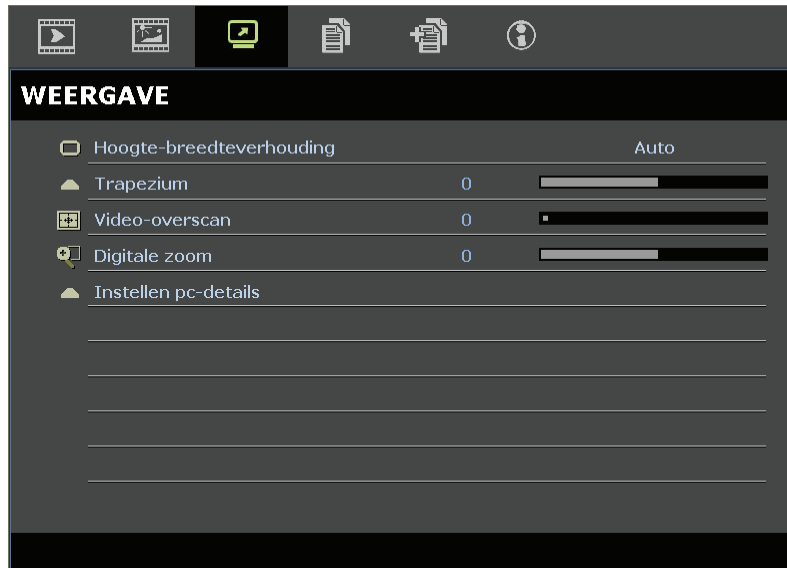 WEERGAVE
Hoogte-breedteverhouding Auto
Trapezium 0
Video-overscan 0
Digitale zoom 0
Instellen pc-details